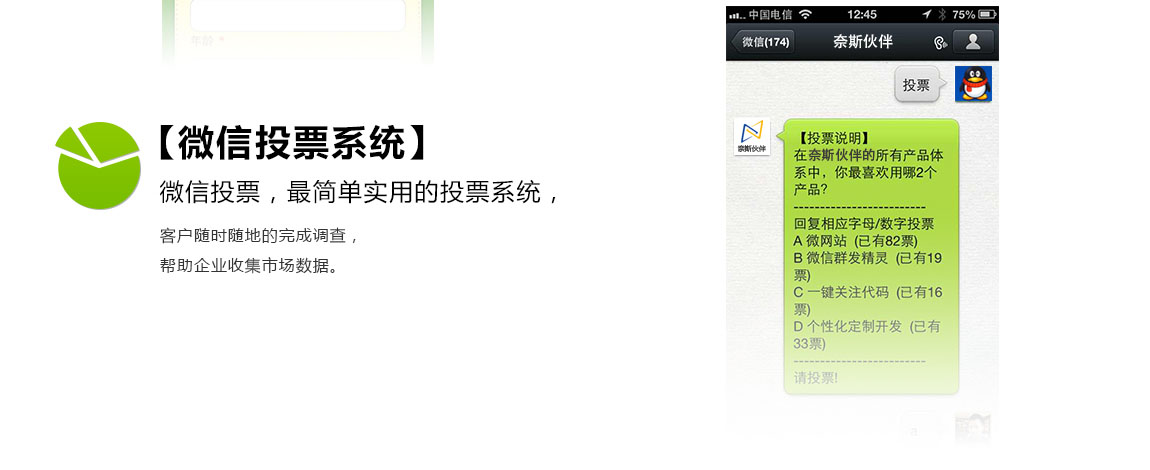 年龄 *
【微信投票系统】
微信投票，最简单实用的投票系统，
客户随时随地的完成调查，
帮助企业收集市场数据。
中国电信 12:45 75%
微信(174) 奈斯伙伴
投票
奈斯伙伴
【投票说明】
在奈斯伙伴的所有产品体
系中，你最喜欢用哪2个
产品?
-------------------------
回复相应字母/数字投票
A 微网站 (已有82票)
B 微信群发精灵 (已有19
票)
C 一键关注代码 (已有16
票)
D 个性化定制开发 (已有
33票)
-------------------------
请投票!
a